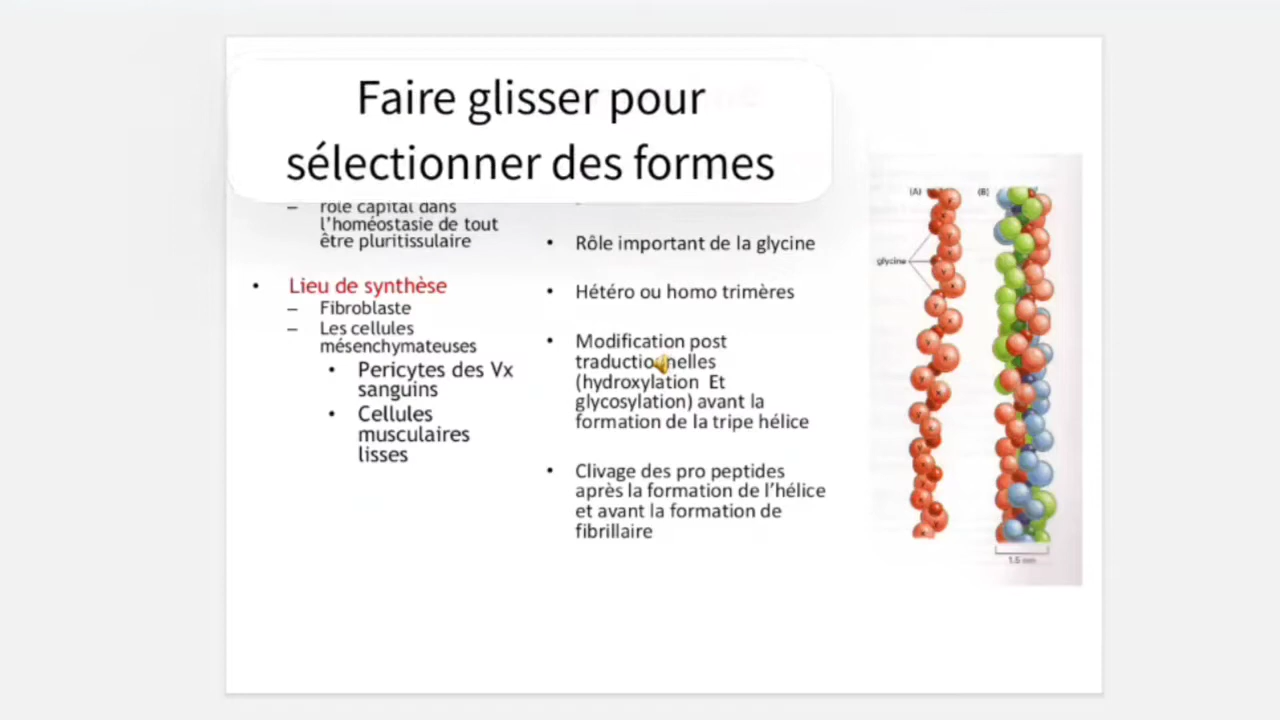 Faire glisser pour
sélectionner des formes
– rôle capital dans
l’homéostasie de tout
être pluritissulaire
• Lieu de synthèse
– Fibroblaste
– Les cellules
mésenchymateuses
• Pericytes des Vx
sanguins
• Cellules
musculaires
lisses
• Rôle important de la glycine
• Hétéro ou homo trimères
• Modification post
traductionnelles
(hydroxylation Et
glycosylation) avant la
formation de la tripe hélice
• Clivage des pro peptides
après la formation de l’hélice
et avant la formation de
fibrillaire
(A) (B)
glycine
1.5 nm